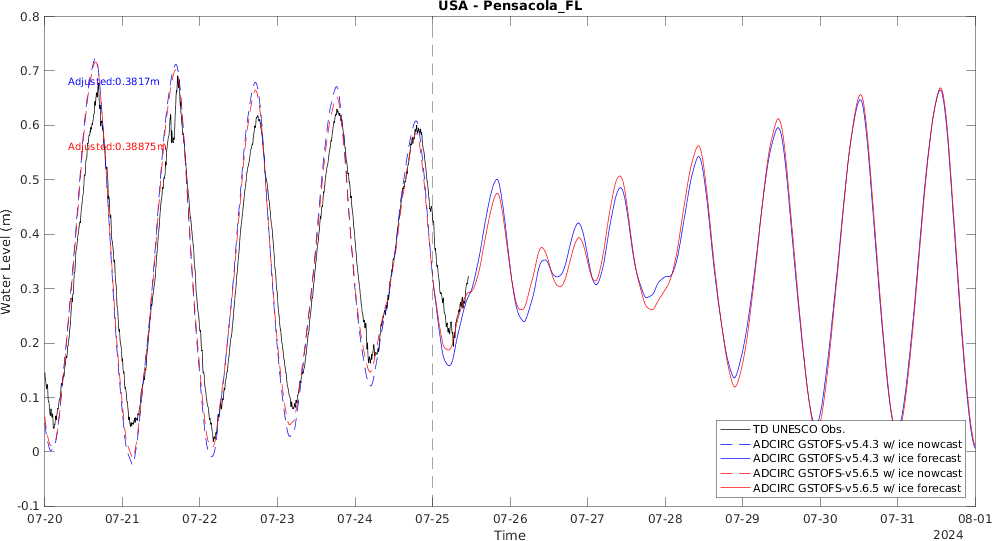 USA - Pensacola_FL
0.8
0.7
0.6
0.5
0.4
0.3
0.2
0.1
0
-0.1
Water Level (m)
Adjusted:0.3817m
Adjusted:0.38875m
TD UNESCO Obs.
ADCIRC GSTOFS-v5.4.3 w/ ice nowcast
ADCIRC GSTOFS-v5.4.3 w/ ice forecast
ADCIRC GSTOFS-v5.6.5 w/ ice nowcast
ADCIRC GSTOFS-v5.6.5 w/ ice forecast
07-20 07-21 07-22 07-23 07-24 07-25 07-26 07-27 07-28 07-29 07-30 07-31 08-01
Time
2024